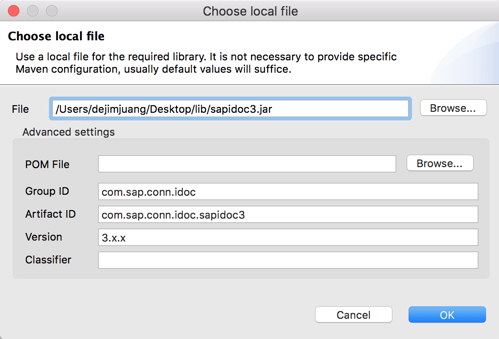 Choose local file
Choose local file
Use a local file for the required library. It is not necessary to provide specific
Maven configuration, usually default values will suffice.
File /Users/dejimjuang/Desktop/lib/sapidoc3.jar Browse...
Advanced settings
POM File Browse...
Group ID com.sap.conn.idoc
Artifact ID com.sap.conn.idoc.sapidoc3
Version 3.x.x
Classifier
Cancel OK